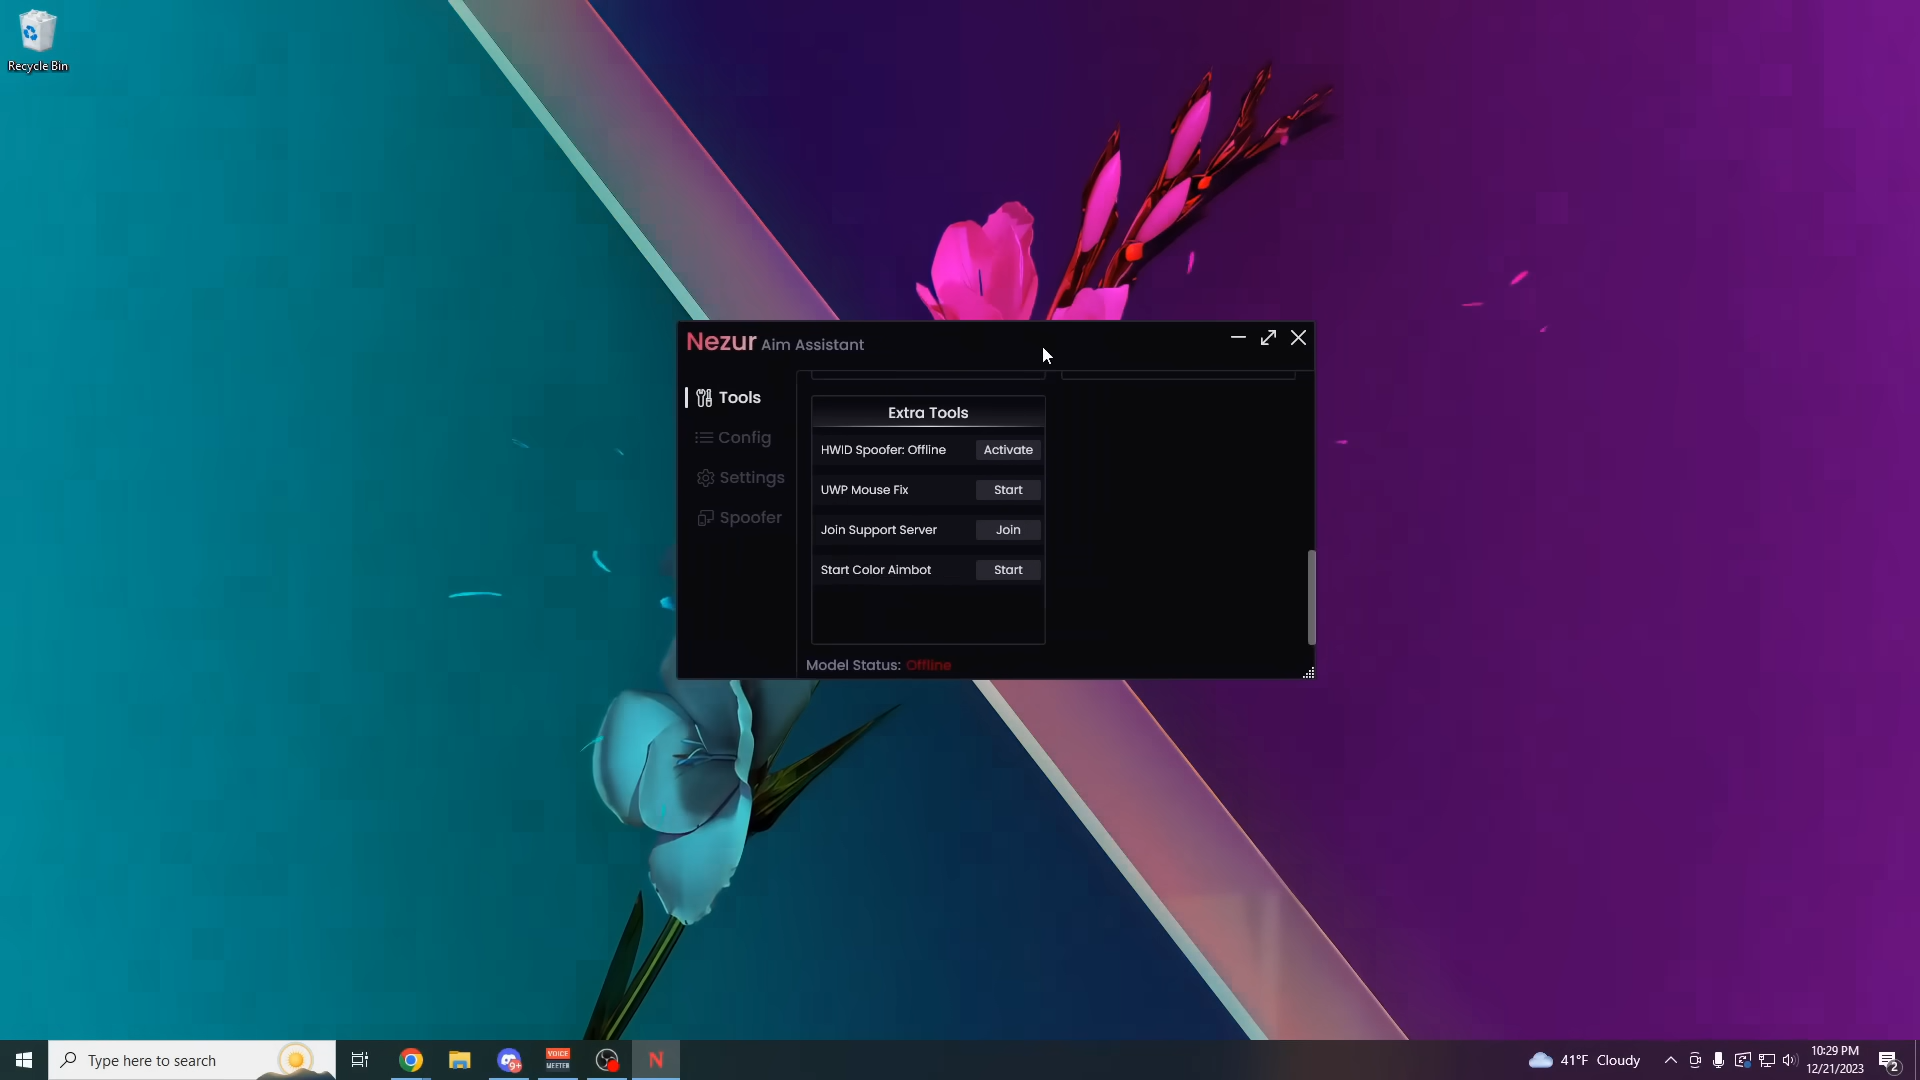 Recycle Bin
Nezur Aim Assistant
Tools
Config
Settings
Spoofer
Extra Tools
HWID Spoofer: Offline Activate
UWP Mouse Fix Start
Join Support Server Join
Start Color Aimbot Start
Model Status: Offline
Type here to search
9+
VOICE
MEETER
N
41°F Cloudy
10:29 PM
12/21/2023
2